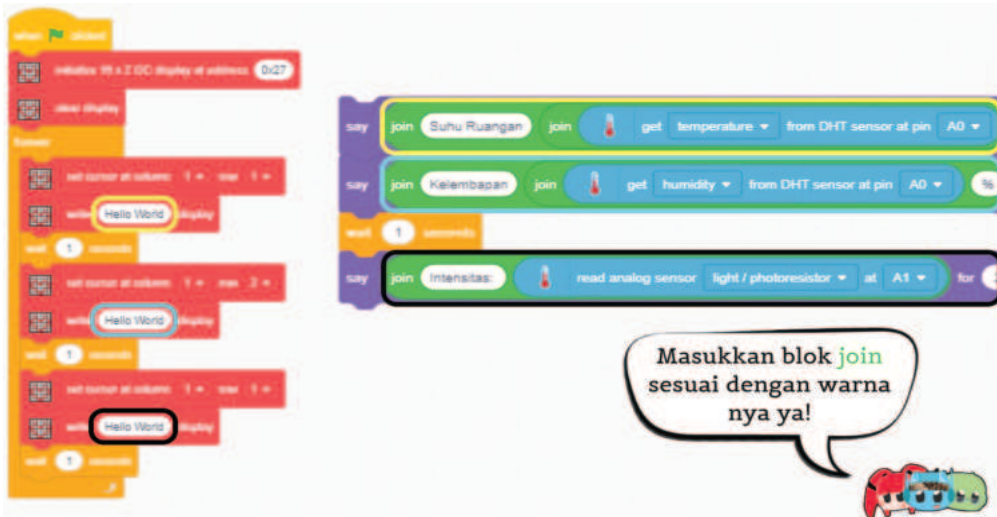 when clicked
initialize 16 x 2 I2C display at address 0x27
clear display
forever
set cursor at column 1 row 1
write Hello World display
wait 1 seconds
set cursor at column 1 row 2
write Hello World display
wait 1 seconds
set cursor at column 1 row 1
write Hello World display
wait 1 seconds
say join Suhu Ruangan join get temperature from DHT sensor at pin A0
say join Kelembapan join get humidity from DHT sensor at pin A0 %
wait 1 seconds
say join Intensitas: read analog sensor light / photoresistor at A1 for
Masukkan blok join
sesuai dengan warna
nya ya!